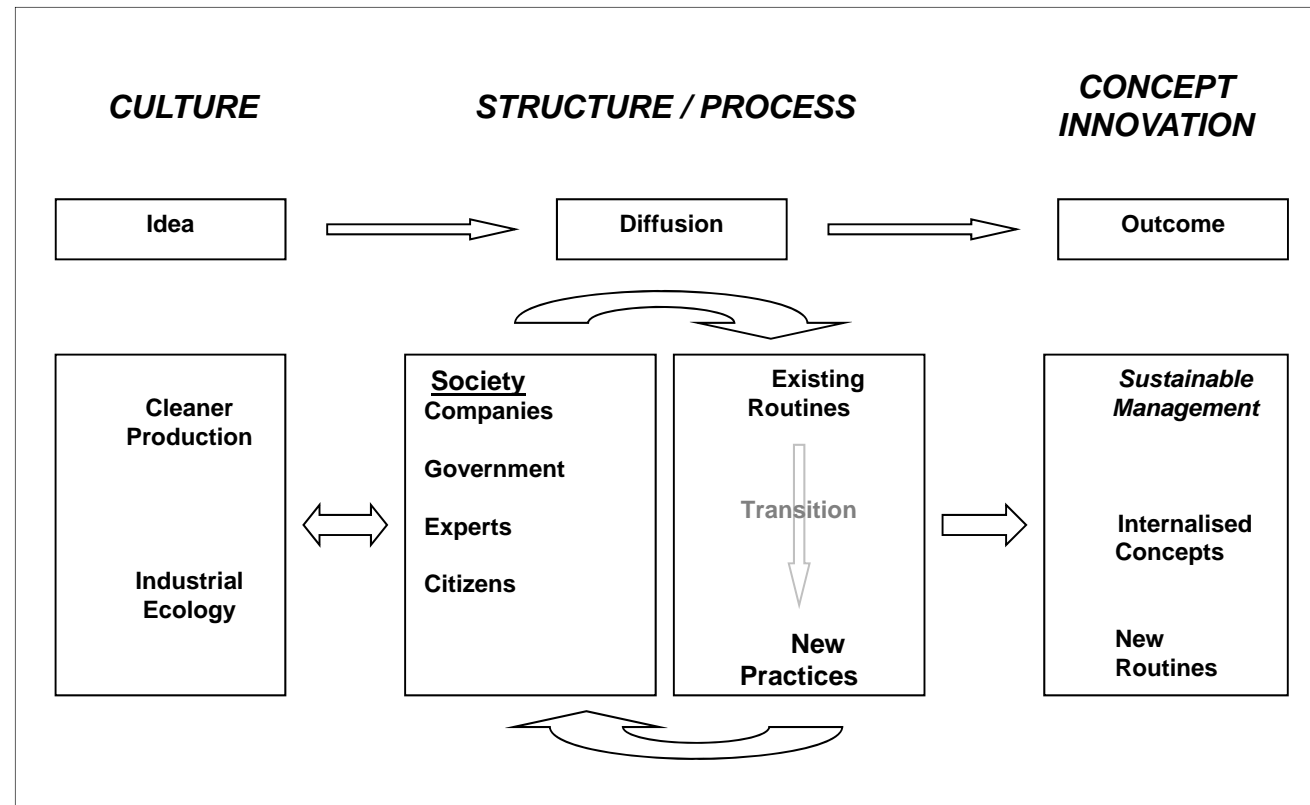 CULTURE
STRUCTURE / PROCESS
CONCEPT
INNOVATION
Idea
Diffusion
Outcome
Cleaner
Production
Industrial
Ecology
Society
Companies
Government
Experts
Citizens
Existing
Routines
Transition
New
Practices
Sustainable
Management
Internalised
Concepts
New
Routines